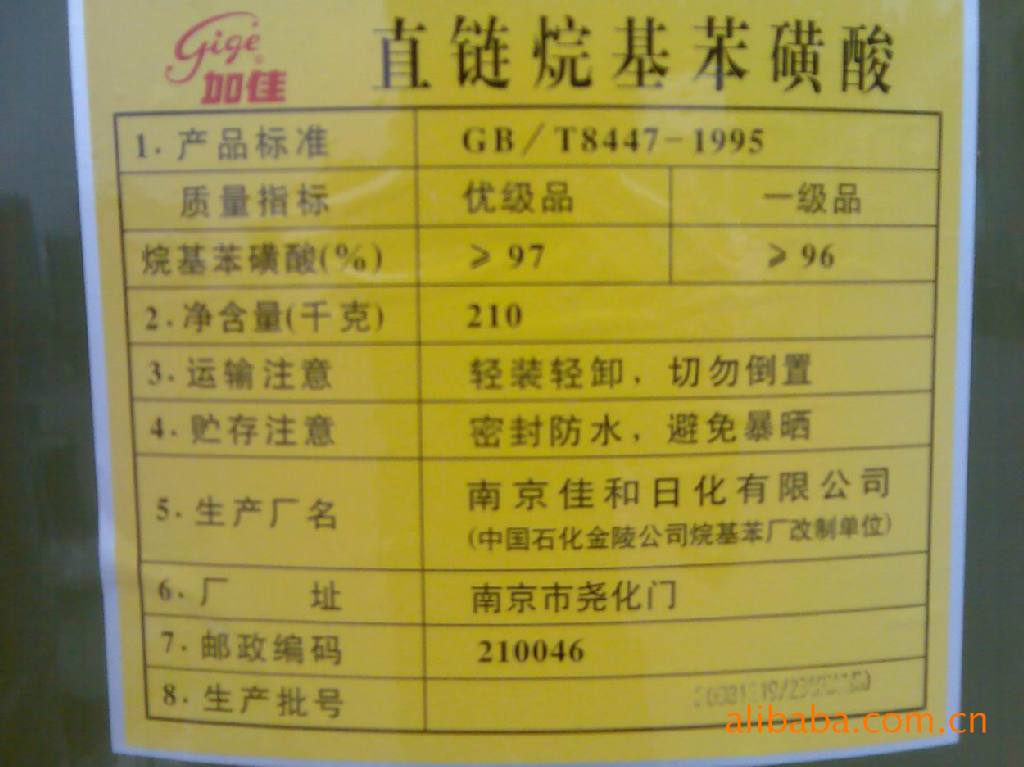 Gige
加佳
直链烷基苯磺酸
1. 产品标准 GB/T8447-1995
质量指标 优级品 一级品
烷基苯磺酸(%) ≥97 ≥96
2. 净含量(千克) 210
3. 运输注意 轻装轻卸，切勿倒置
4. 贮存注意 密封防水，避免暴晒
5. 生产厂名 南京佳和日化有限公司
(中国石化金陵公司烷基苯厂改制单位)
6. 厂 址 南京市尧化门
7. 邮政编码 210046
8. 生产批号
alibaba.com.cn